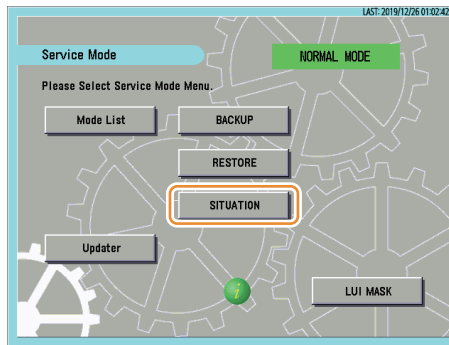 LAST: 2019/12/26 01:02:42
Service Mode
NORMAL MODE
Please Select Service Mode Menu.
Mode List
BACKUP
RESTORE
SITUATION
Updater
i
LUI MASK